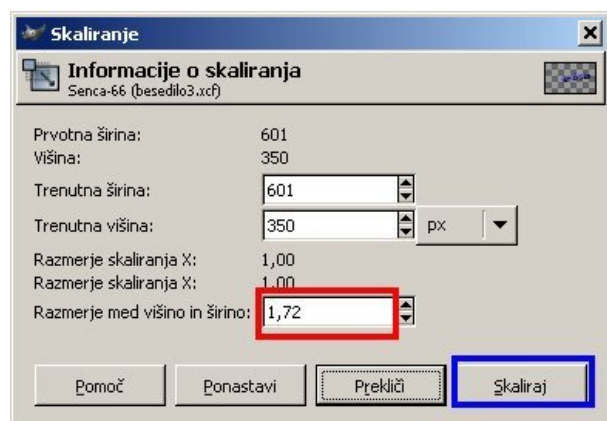 Skaliranje
Informacije o skaliranja
Senca-66 (besedilo3.xcf)
Prvotna širina: 601
Višina: 350
Trenutna širina: 601
Trenutna višina: 350 px
Razmerje skaliranja X: 1,00
Razmerje skaliranja X: 1,00
Razmerje med višino in širino: 1,72
Pomoč Ponastavi Prekliči Skaliraj